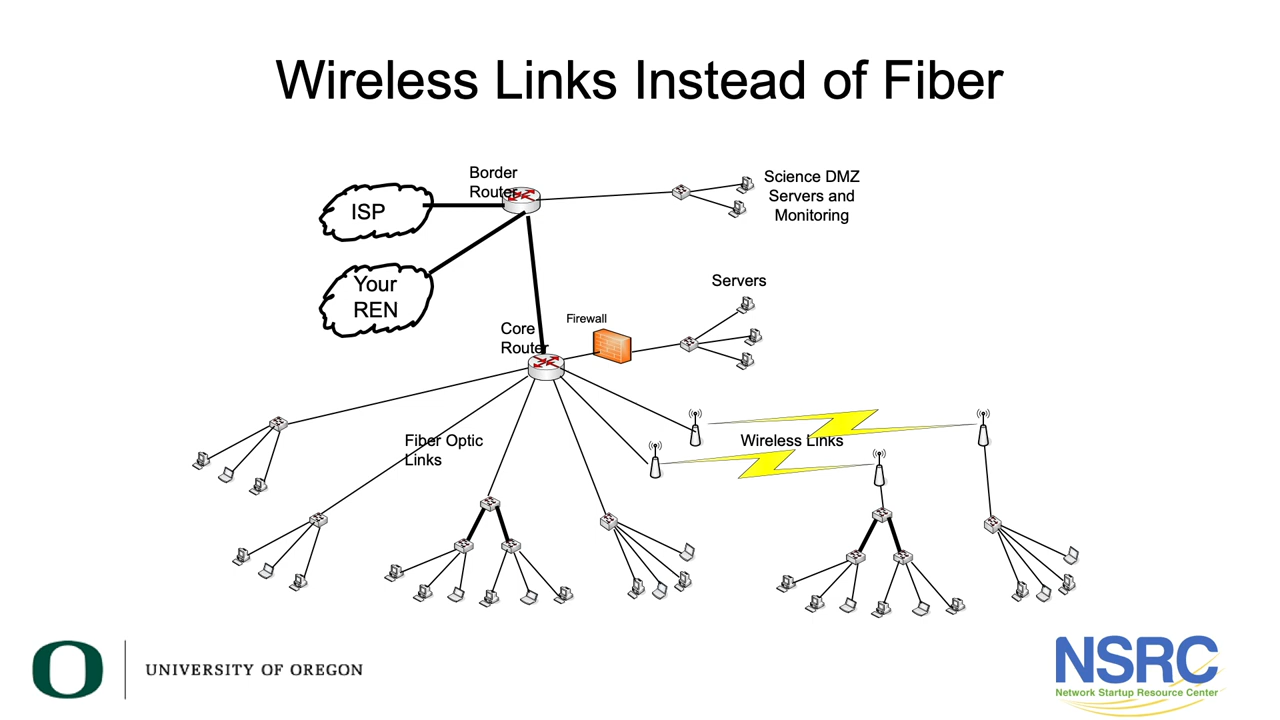 Wireless Links Instead of Fiber
Border
Router
Science DMZ
Servers and
Monitoring
ISP
Your
REN
Servers
Firewall
Core
Router
Fiber Optic
Links
Wireless Links
O
UNIVERSITY OF OREGON
NSRC
Network Startup Resource Center